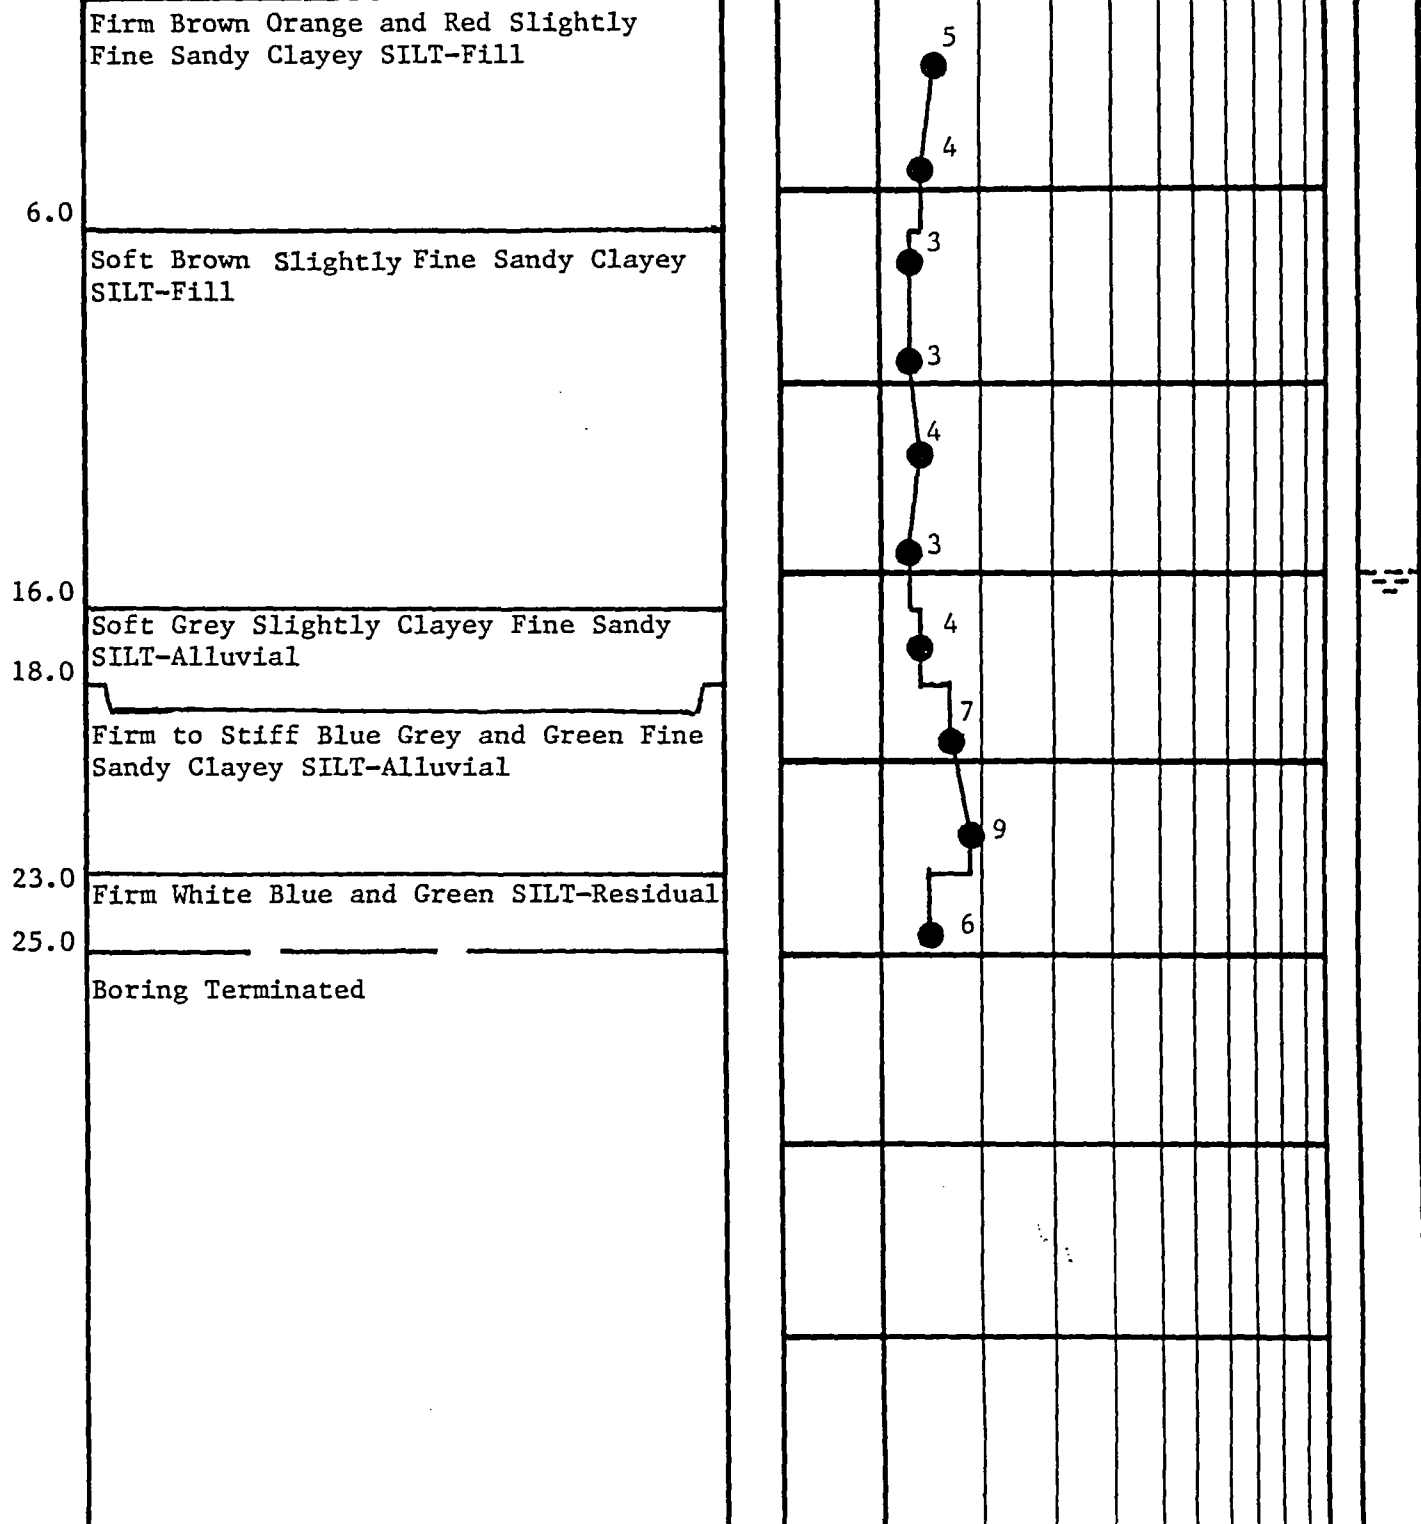 Firm Brown Orange and Red Slightly
Fine Sandy Clayey SILT-Fill
5
4
6.0
3
Soft Brown Slightly Fine Sandy Clayey
SILT-Fill
3
4
3
16.0
Soft Grey Slightly Clayey Fine Sandy
4
SILT-Alluvial
18.0
7
Firm to Stiff Blue Grey and Green Fine
Sandy Clayey SILT-Alluvial
9
23.0
Firm White Blue and Green SILT-Residual
6
25.0
Boring Terminated